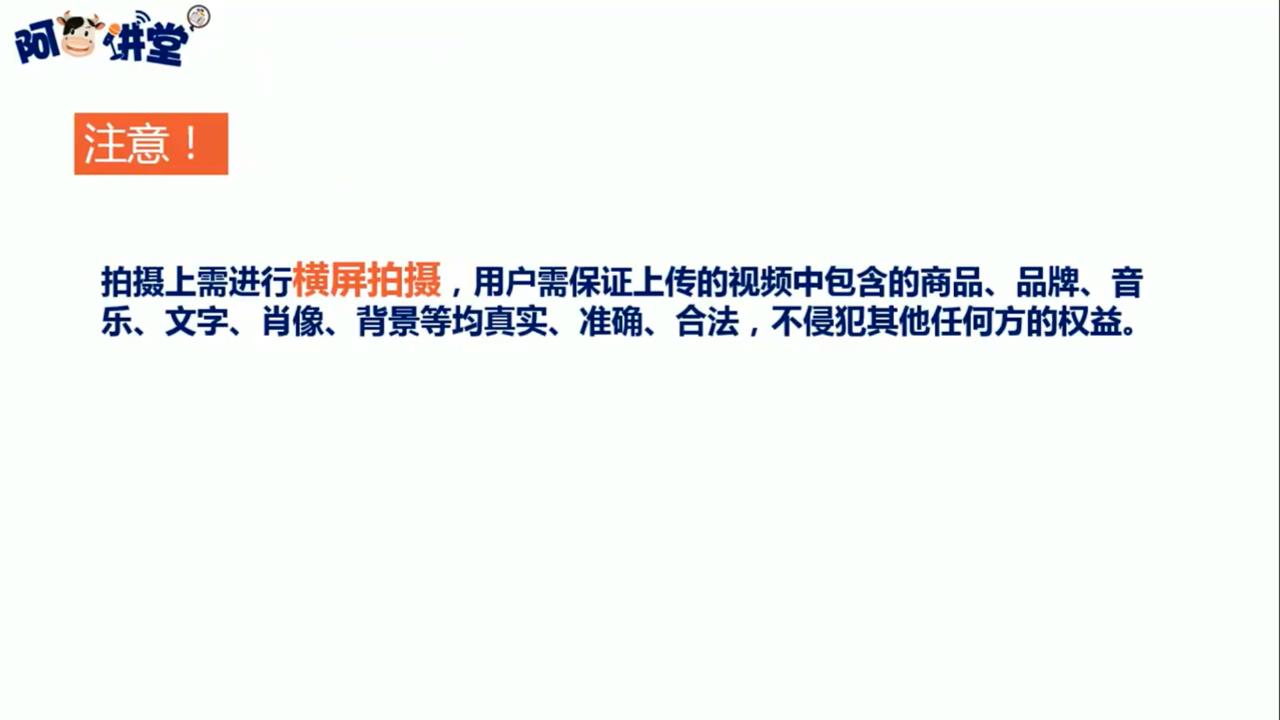 阿牛讲堂
注意！
拍摄上需进行横屏拍摄，用户需保证上传的视频中包含的商品、品牌、音
乐、文字、肖像、背景等均真实、准确、合法，不侵犯其他任何方的权益。